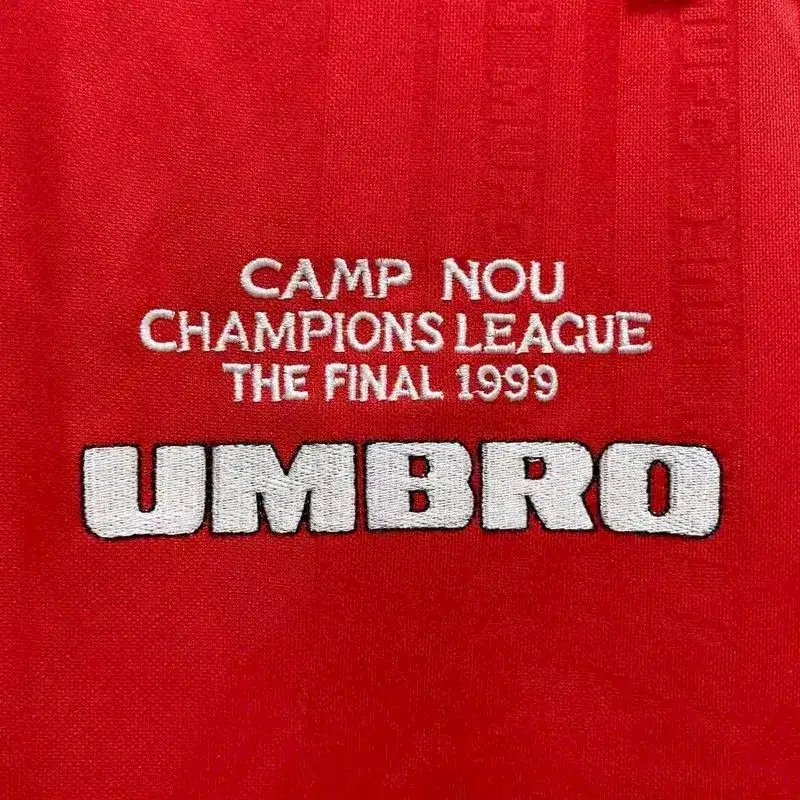 CAMP NOU
CHAMPIONS LEAGUE
THE FINAL 1999
UMBRO